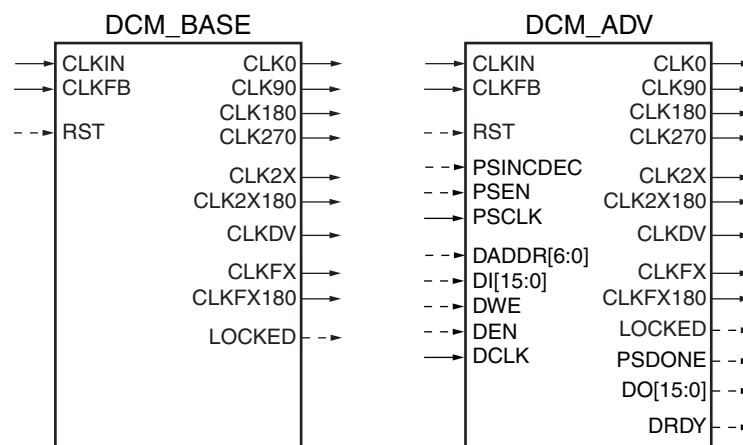 DCM_BASE
CLKIN
CLKFB
RST
CLK0
CLK90
CLK180
CLK270
CLK2X
CLK2X180
CLKDV
CLKFX
CLKFX180
LOCKED
DCM_ADV
CLKIN
CLKFB
RST
PSINCDEC
PSEN
PSCLK
DADDR[6:0]
DI[15:0]
DWE
DEN
DCLK
CLK0
CLK90
CLK180
CLK270
CLK2X
CLK2X180
CLKDV
CLKFX
CLKFX180
LOCKED
PSDONE
DO[15:0]
DRDY